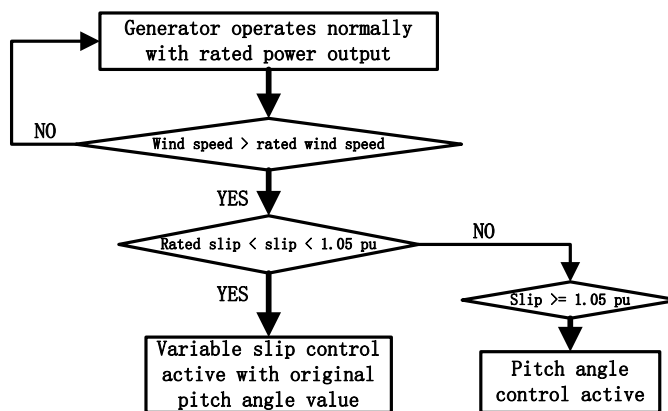 Generator operates normally
with rated power output
NO
Wind speed > rated wind speed
YES
Rated slip < slip < 1.05 pu
NO
YES
Slip >= 1.05 pu
Variable slip control
active with original
pitch angle value
Pitch angle
control active